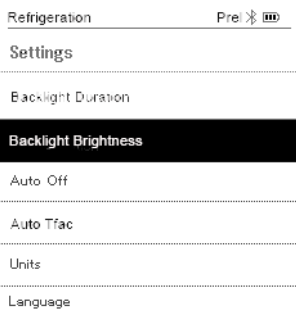 Refrigeration Prel
Settings
Backlight Duration
Backlight Brightness
Auto Off
Auto Tfac
Units
Language